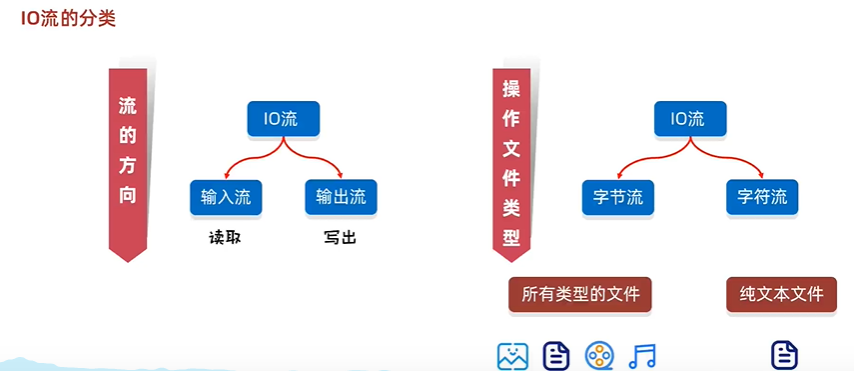 IO流的分类
流的方向
IO流
输入流
输出流
读取
写出
操作文件类型
IO流
字节流
字符流
所有类型的文件
纯文本文件